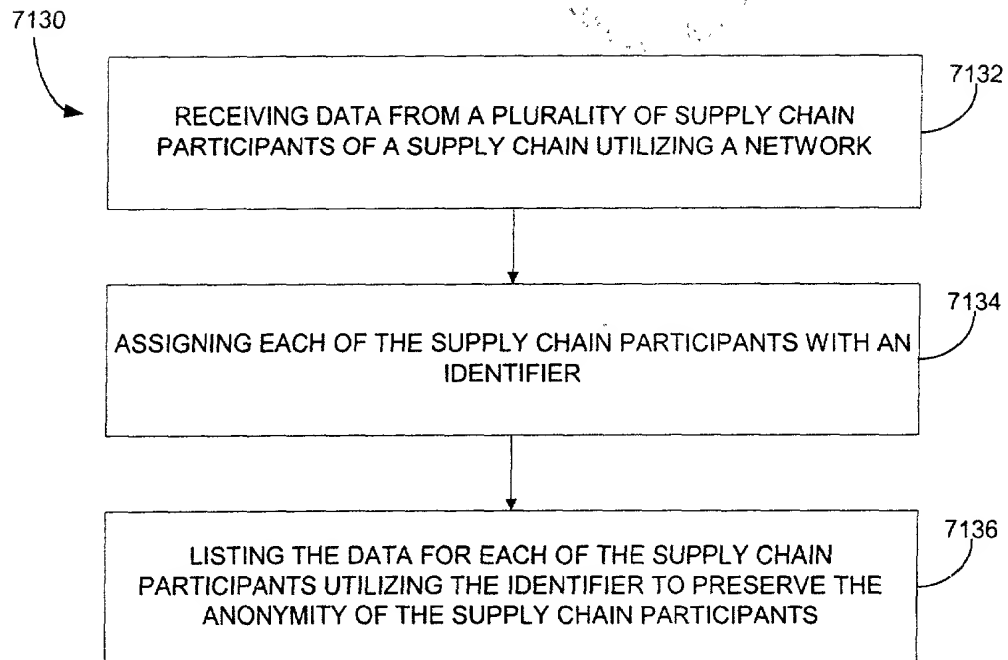 7130
7132
RECEIVING DATA FROM A PLURALITY OF SUPPLY CHAIN
PARTICIPANTS OF A SUPPLY CHAIN UTILIZING A NETWORK
7134
ASSIGNING EACH OF THE SUPPLY CHAIN PARTICIPANTS WITH AN
IDENTIFIER
7136
LISTING THE DATA FOR EACH OF THE SUPPLY CHAIN
PARTICIPANTS UTILIZING THE IDENTIFIER TO PRESERVE THE
ANONYMITY OF THE SUPPLY CHAIN PARTICIPANTS